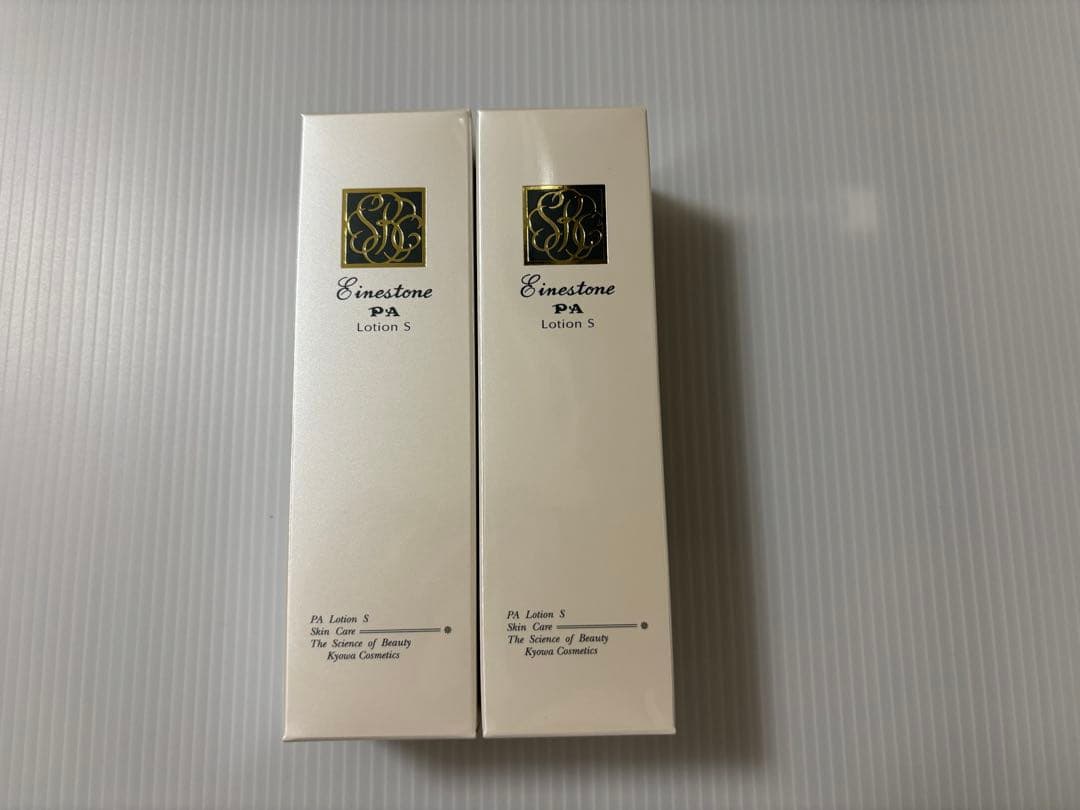 Einestone
PA
Lotion S
PA Lotion S
Skin Care
The Science of Beauty
Kyowa Cosmetics
Einestone
PA
Lotion S
PA Lotion S
Skin Care
The Science of Beauty
Kyowa Cosmetics